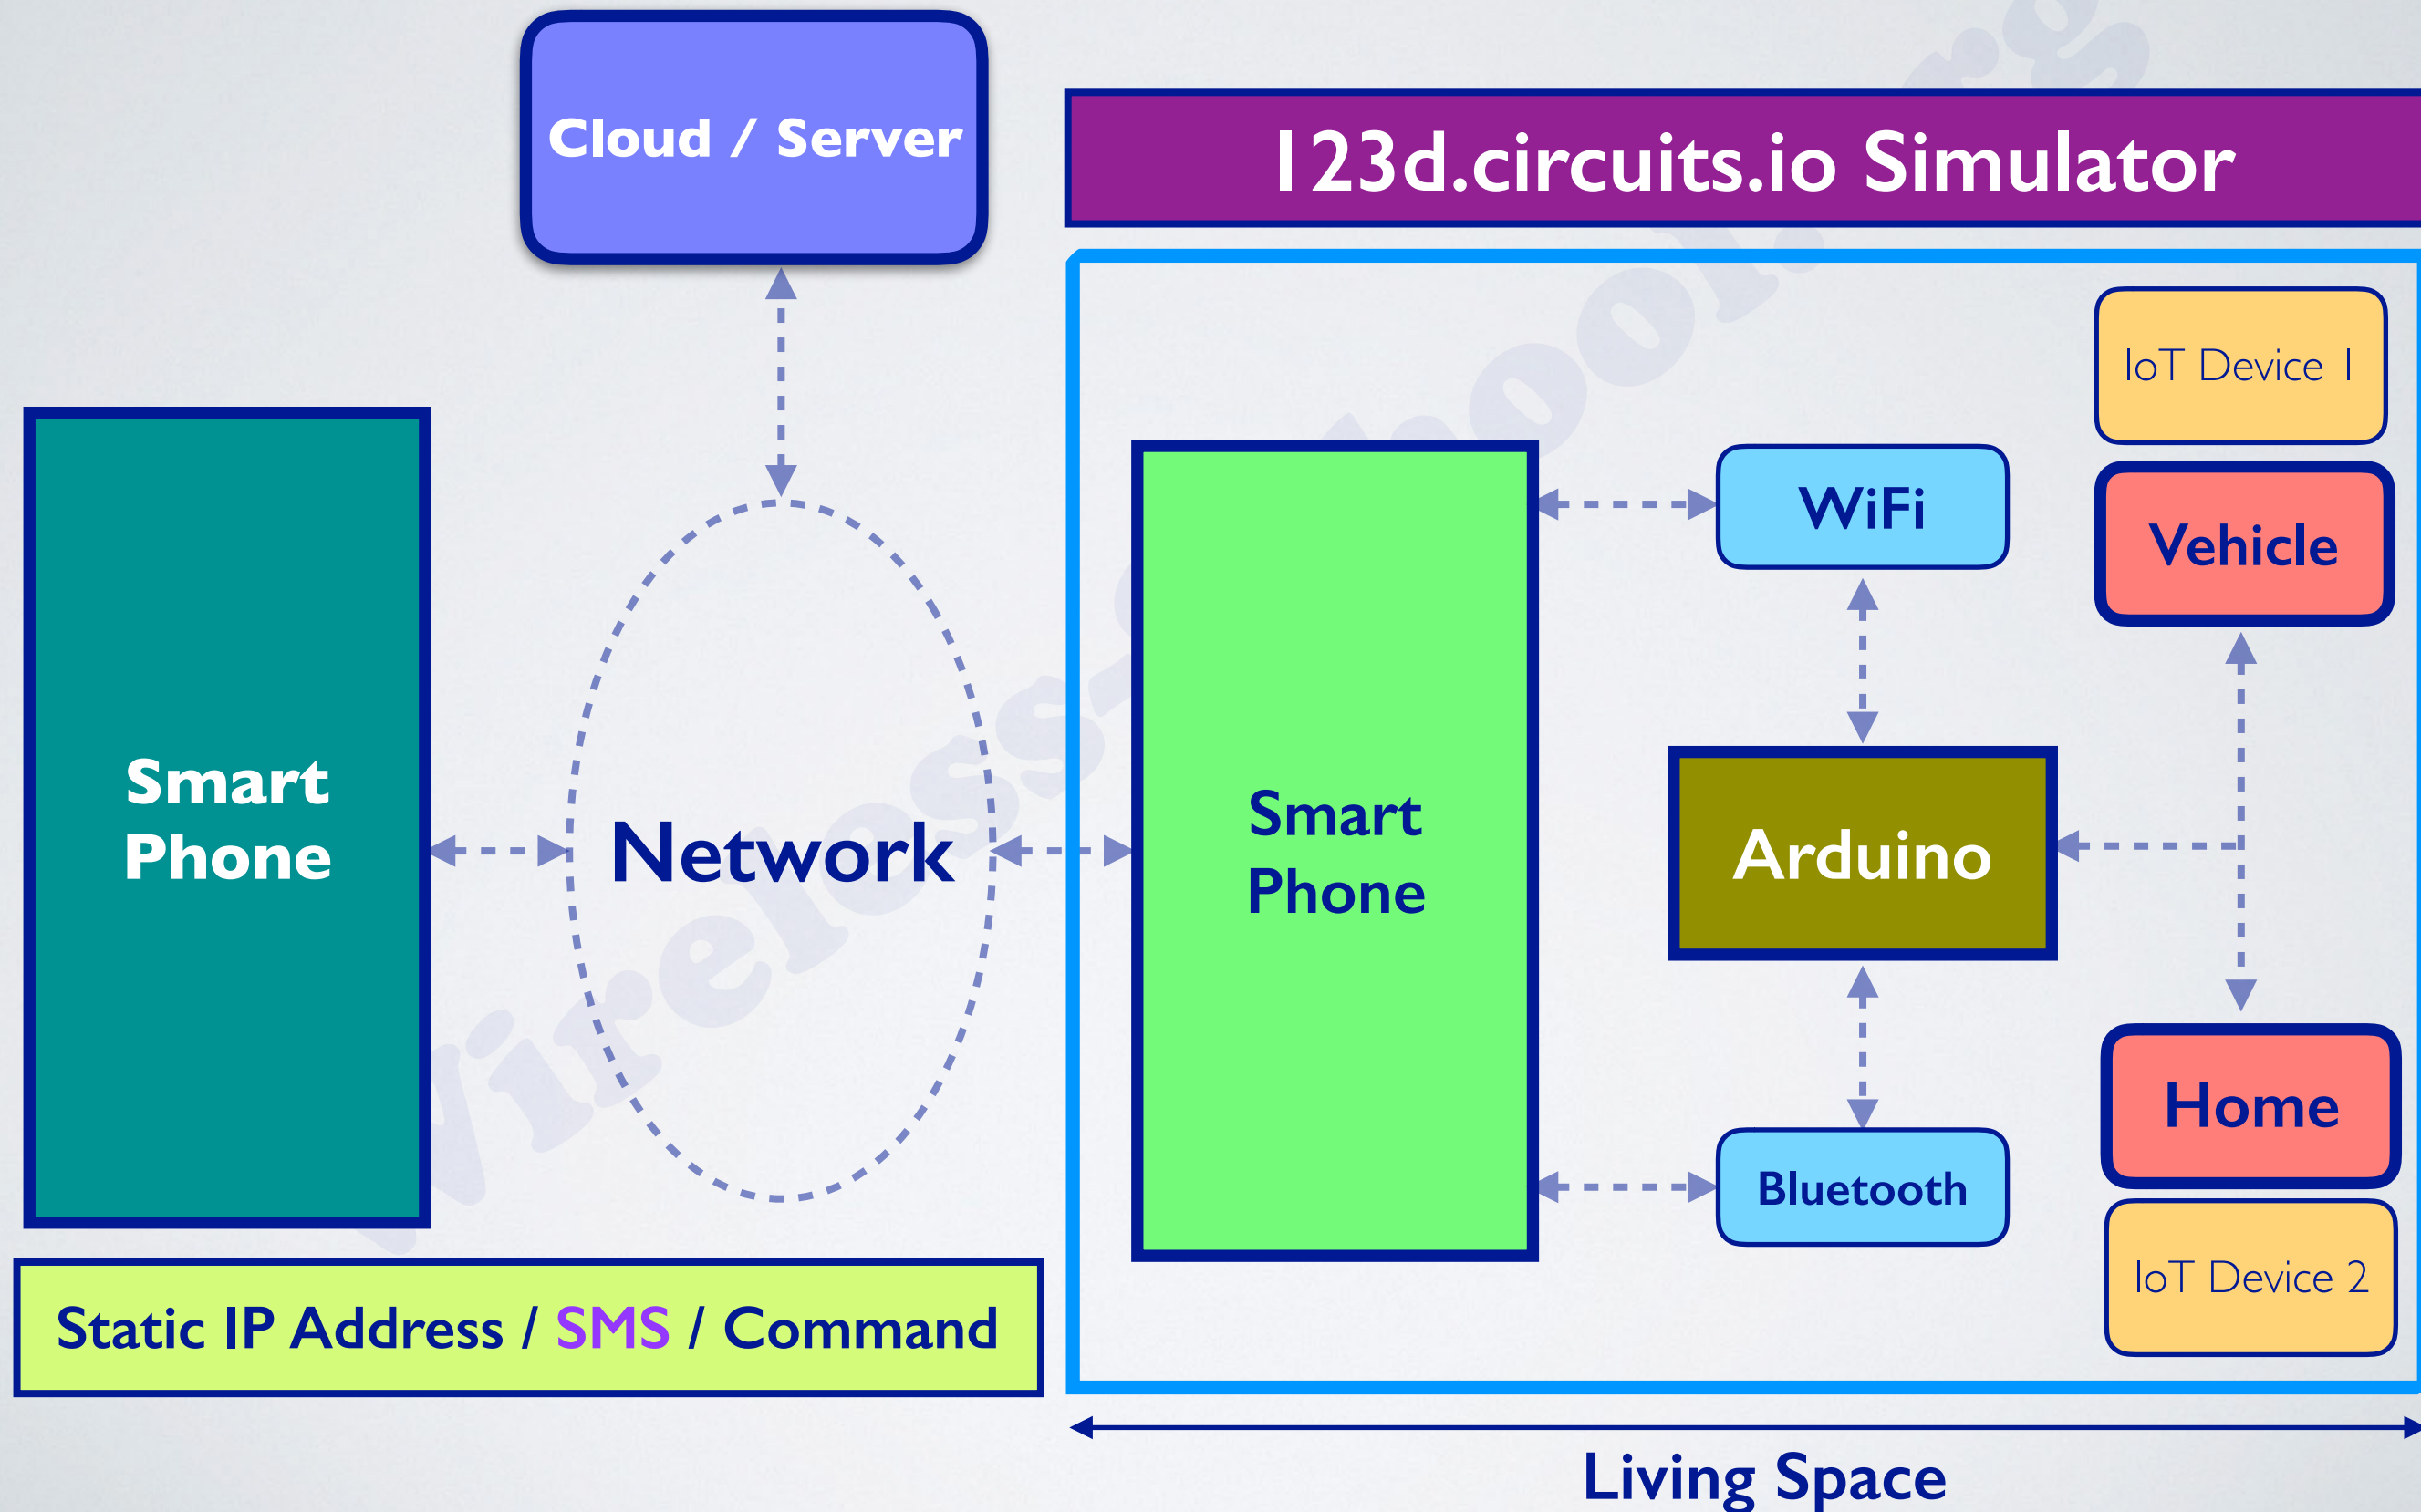 Cloud / Server
123d.circuits.io Simulator
IoT Device 1
WiFi
Vehicle
Smart
Phone
Network
Smart
Phone
Arduino
Home
Bluetooth
IoT Device 2
Static IP Address / SMS / Command
Living Space